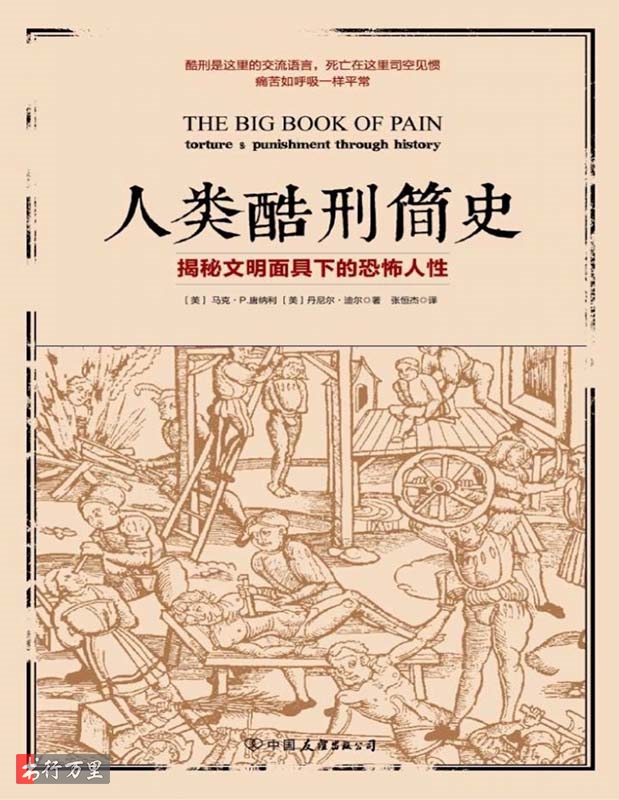 酷刑是这里的交流语言，死亡在这里司空见惯
痛苦如呼吸一样平常
THE BIG BOOK OF PAIN
torture & punishment through history
人类酷刑简史
揭秘文明面具下的恐怖人性
［美］马克·P.唐纳利［美］丹尼尔·迪尔◎著 张恒杰◎译
中国友谊出版公司
书行万里